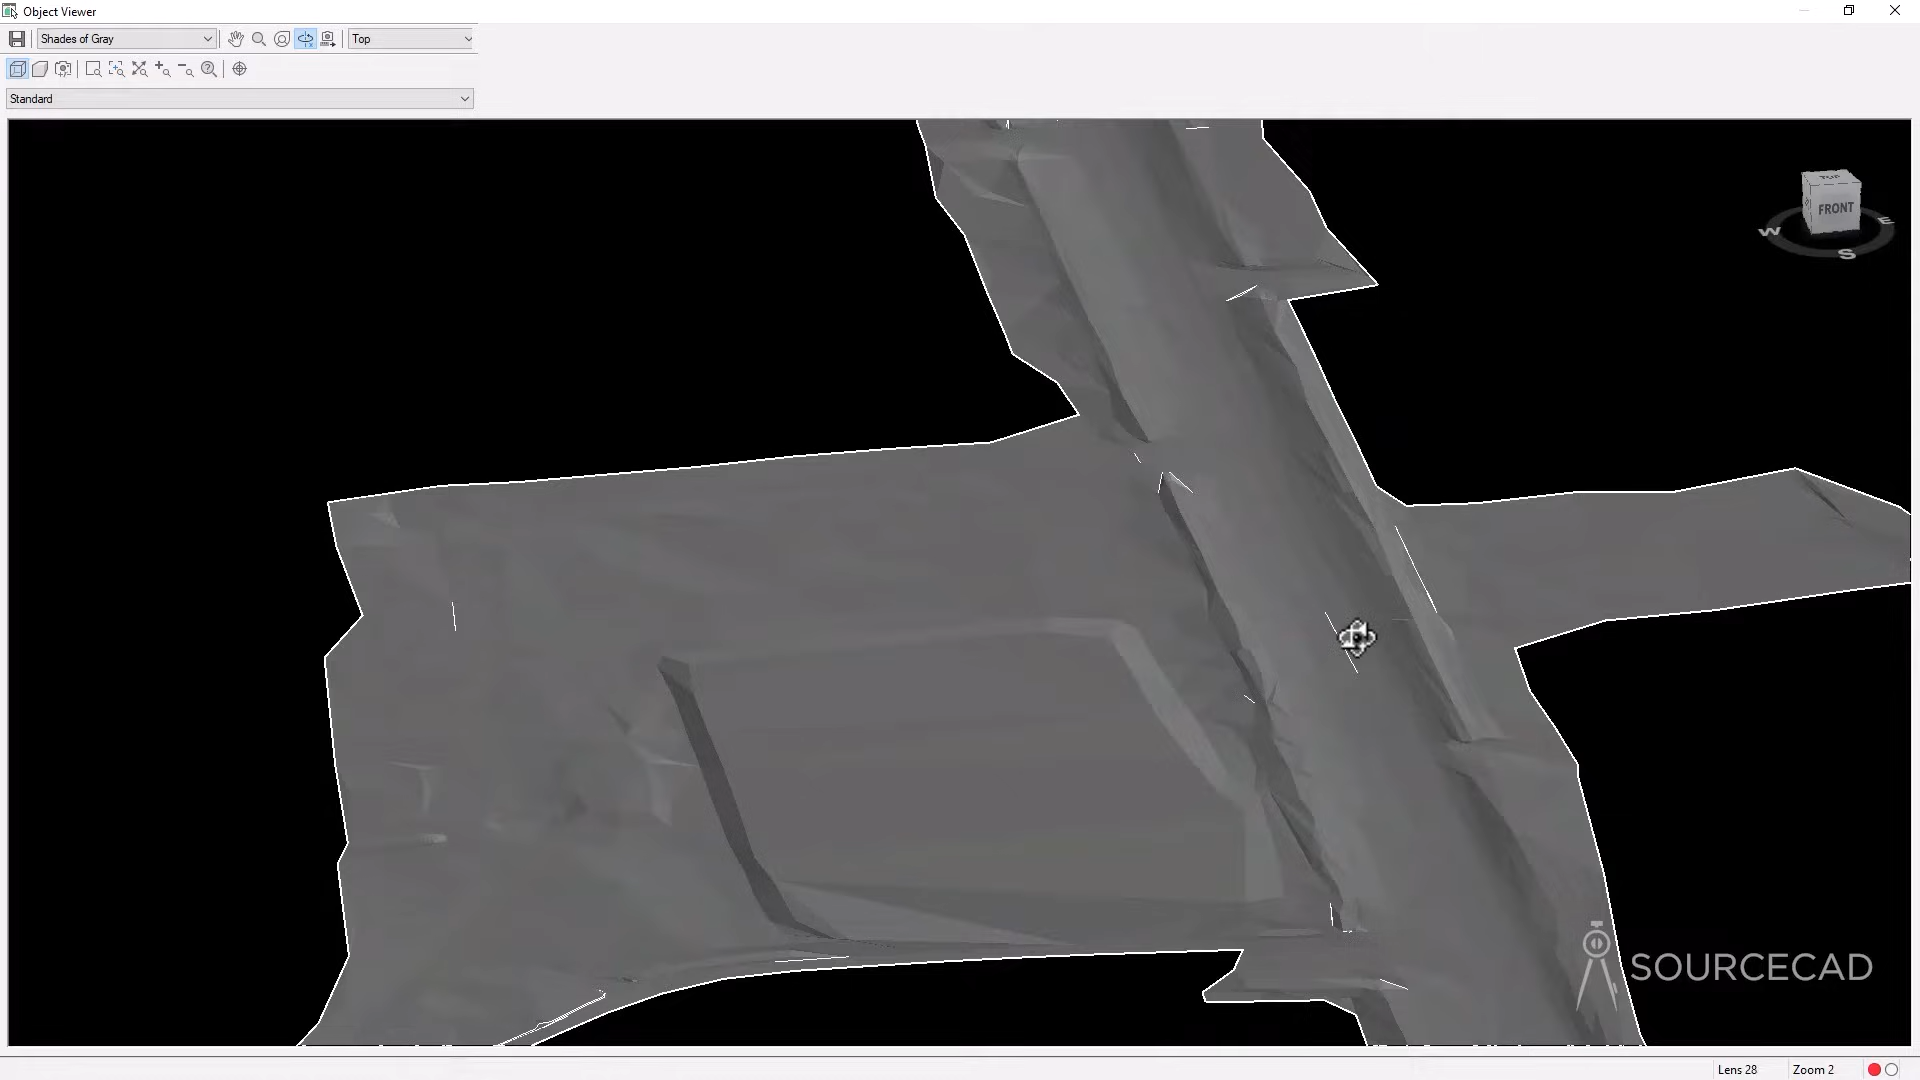 Object Viewer
Shades of Gray
Top
Standard
TOP
FRONT
W
E
S
SOURCECAD
Lens 28
Zoom 2